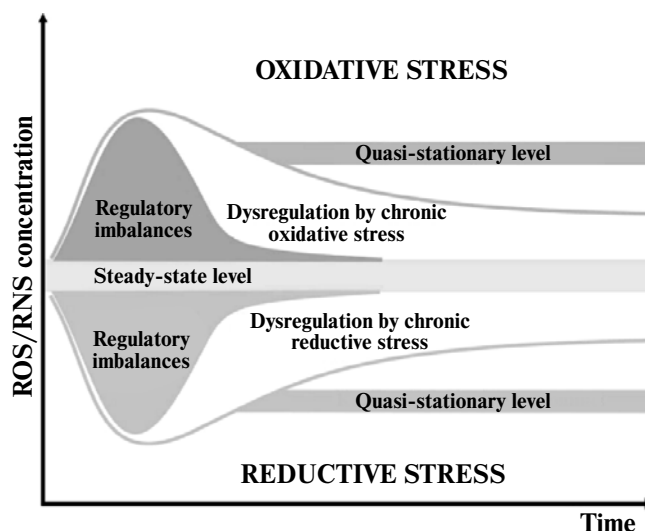 OXIDATIVE STRESS
Quasi-stationary level
Regulatory
imbalances
Dysregulation by chronic
oxidative stress
Steady-state level
Regulatory
imbalances
Dysregulation by chronic
reductive stress
Quasi-stationary level
REDUCTIVE STRESS
ROS/RNS concentration
Time